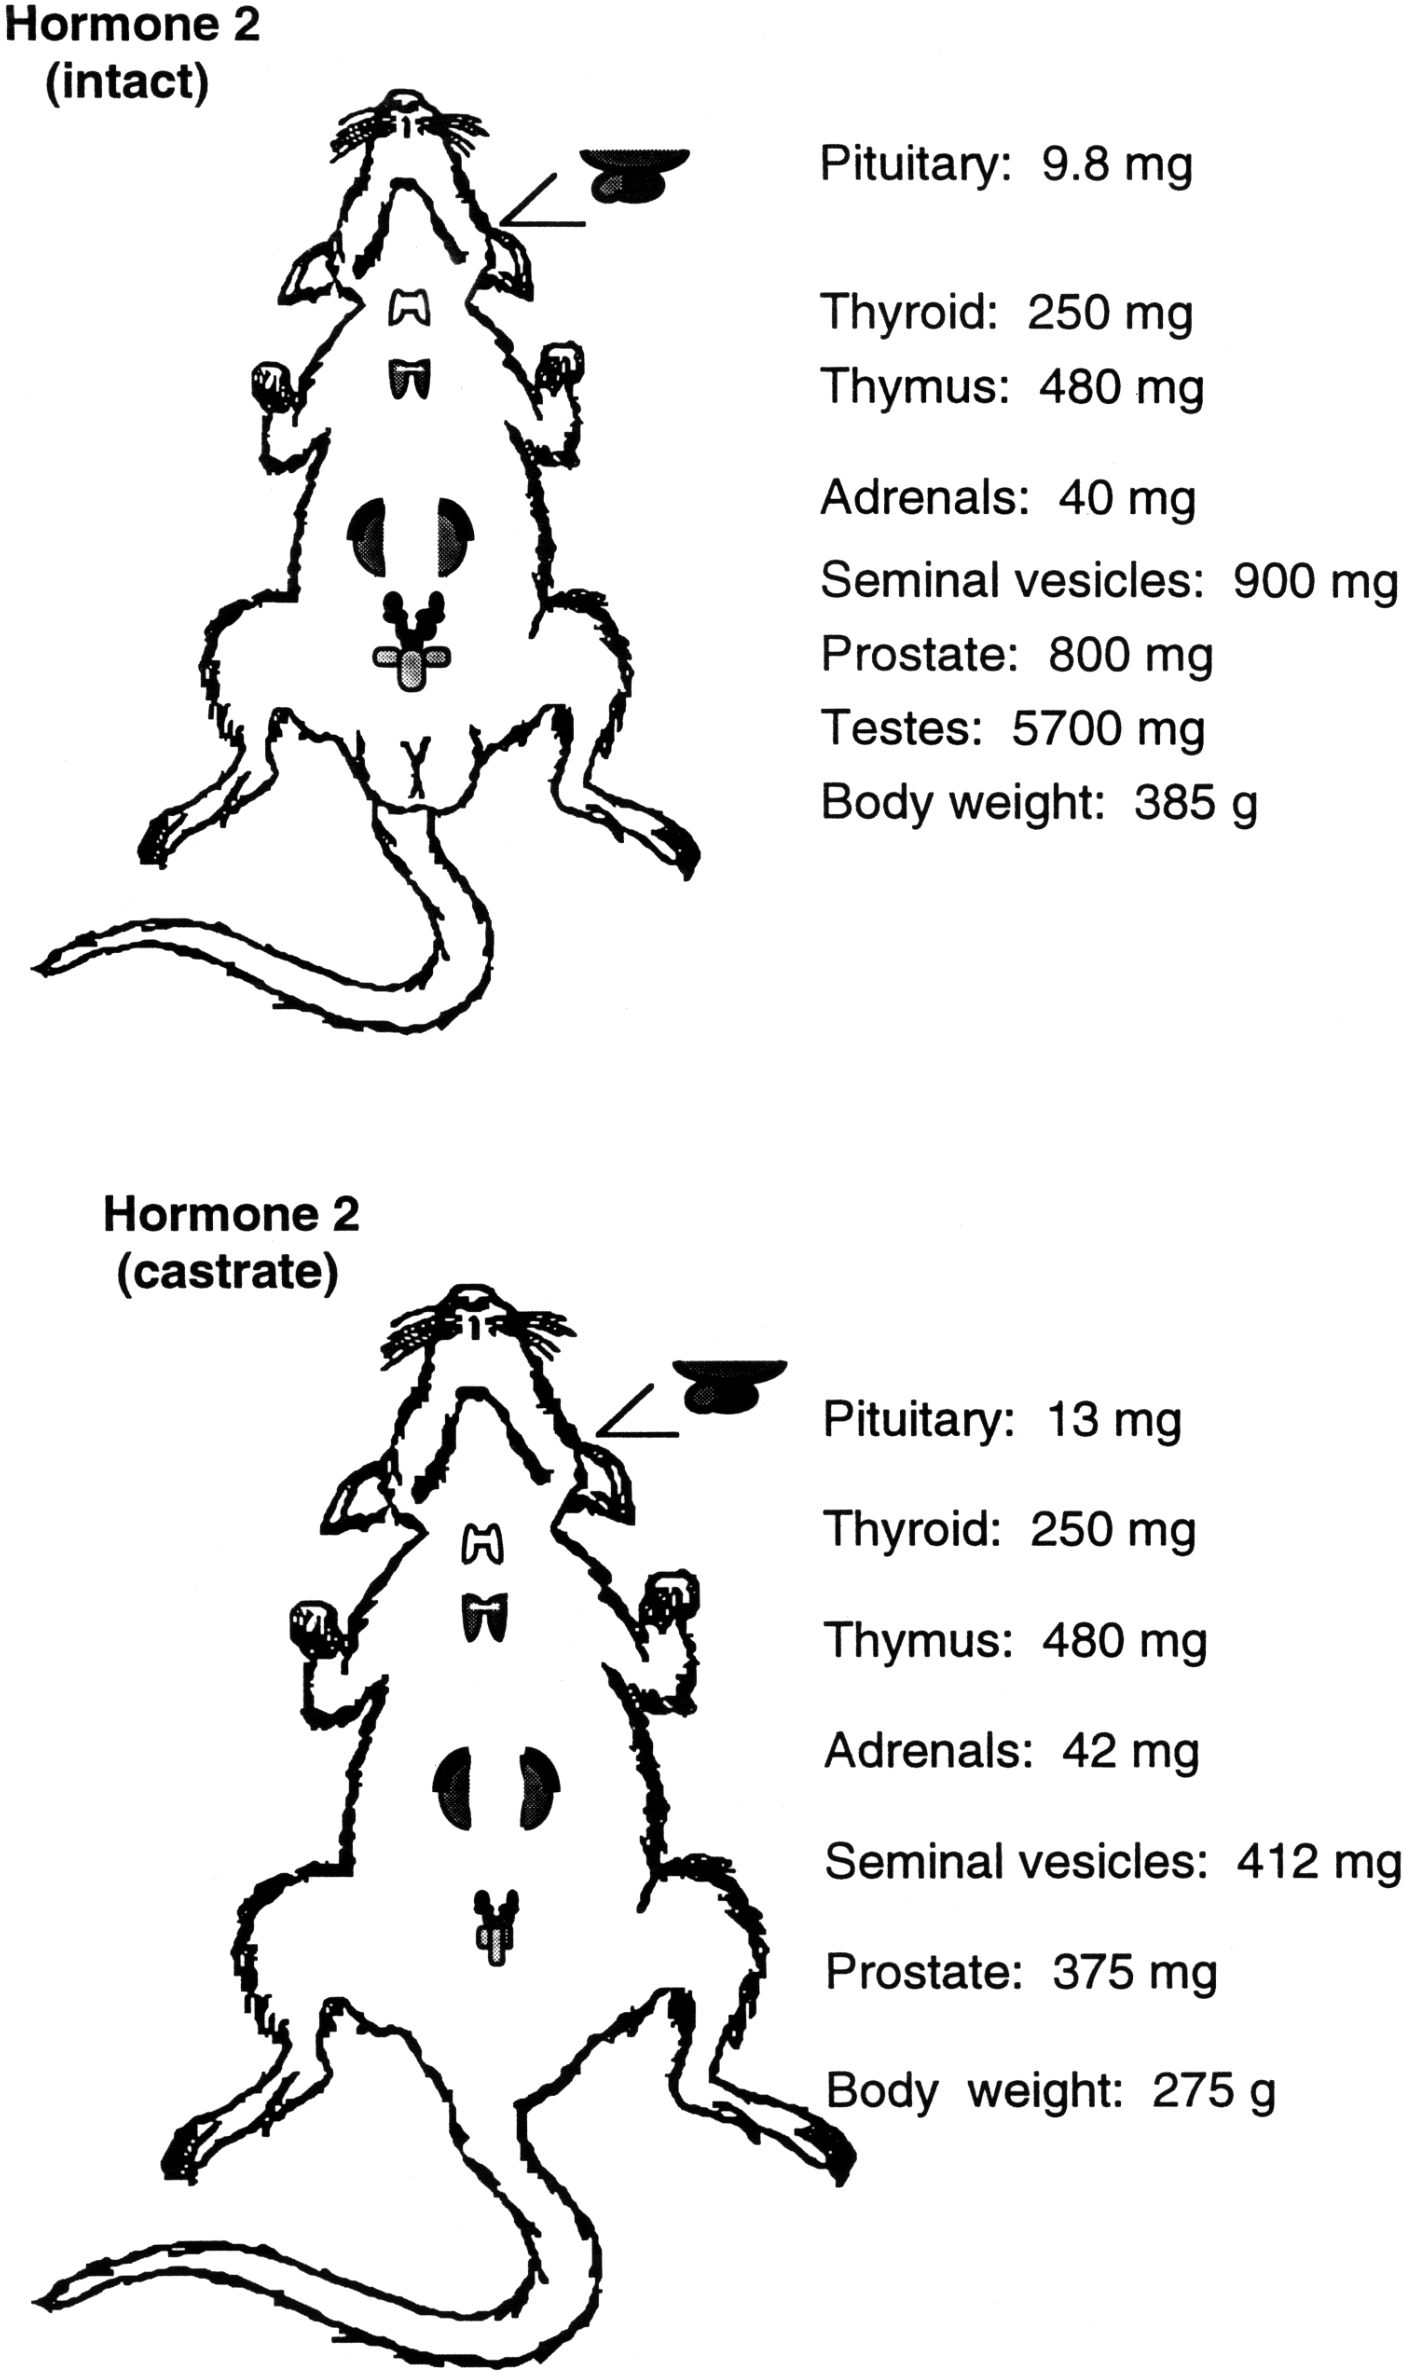 Hormone 2
(intact)
Pituitary: 9.8 mg
Thyroid: 250 mg
Thymus: 480 mg
Adrenals: 40 mg
Seminal vesicles: 900 mg
Prostate: 800 mg
Testes: 5700 mg
Body weight: 385 g
Hormone 2
(castrate)
Pituitary: 13 mg
Thyroid: 250 mg
Thymus: 480 mg
Adrenals: 42 mg
Seminal vesicles: 412 mg
Prostate: 375 mg
Body weight: 275 g